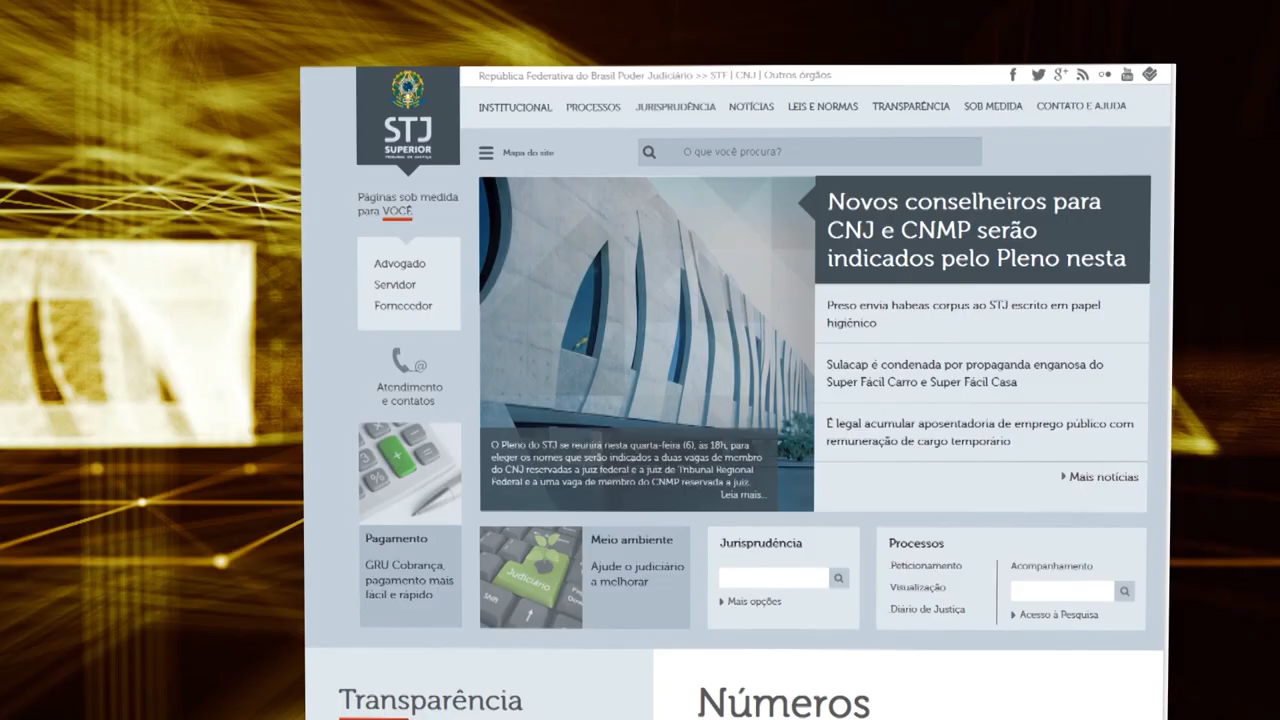 República Federativa do Brasil Poder Judiciário >> STF | CNJ | Outros órgãos
STJ
SUPERIOR
TRIBUNAL DE JUSTIÇA
INSTITUCIONAL PROCESSOS JURISPRUDÊNCIA NOTÍCIAS LEIS E NORMAS TRANSPARÊNCIA SOB MEDIDA CONTATO E AJUDA
Mapa do site
O que você procura?
Páginas sob medida
para VOCÊ
Advogado
Servidor
Fornecedor
Atendimento
e contatos
Novos conselheiros para
CNJ e CNMP serão
indicados pelo Pleno nesta
Preso envia habeas corpus ao STJ escrito em papel
higiênico
Sulacap é condenada por propaganda enganosa do
Super Fácil Carro e Super Fácil Casa
É legal acumular aposentadoria de emprego público com
remuneração de cargo temporário
Mais notícias
O Pleno do STJ se reunirá nesta quarta-feira (6), às 18h, para
eleger os nomes que serão indicados a duas vagas de membro
do CNJ reservadas a juiz federal e a juiz de Tribunal Regional
Federal e a uma vaga de membro do CNMP reservada a juiz.
Leia mais...
Pagamento
GRU Cobrança,
pagamento mais
fácil e rápido
Judiciário
Shift
Meio ambiente
Ajude o judiciário
a melhorar
Jurisprudência
Mais opções
Processos
Peticionamento
Visualização
Diário de Justiça
Acompanhamento
Acesso à Pesquisa
Transparência
Números